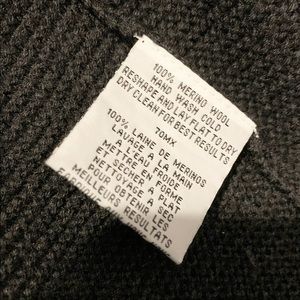 100% MERINO WOOL
HAND WASH COLD
RESHAPE AND LAY FLAT TO DRY
DRY CLEAN FOR BEST RESULTS
70MX
100% LAINE DE MERINOS
LAVAGE A LA MAIN
A L'EAU FROIDE
METTRE EN FORME
ET SECHER A PLAT
NETTOYAGE A SEC
POUR OBTENIR LES
MEILLEURS RESULTATS